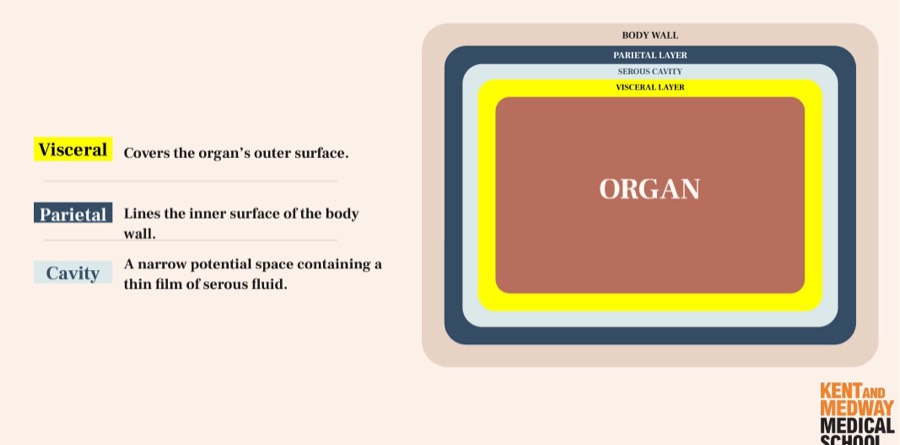 BODY WALL
PARIETAL LAYER
SEROUS CAVITY
VISCERAL LAYER
ORGAN
Visceral
Covers the organ’s outer surface.
Parietal
Lines the inner surface of the body
wall.
Cavity
A narrow potential space containing a
thin film of serous fluid.
KENT AND
MEDWAY
MEDICAL
SCHOOL